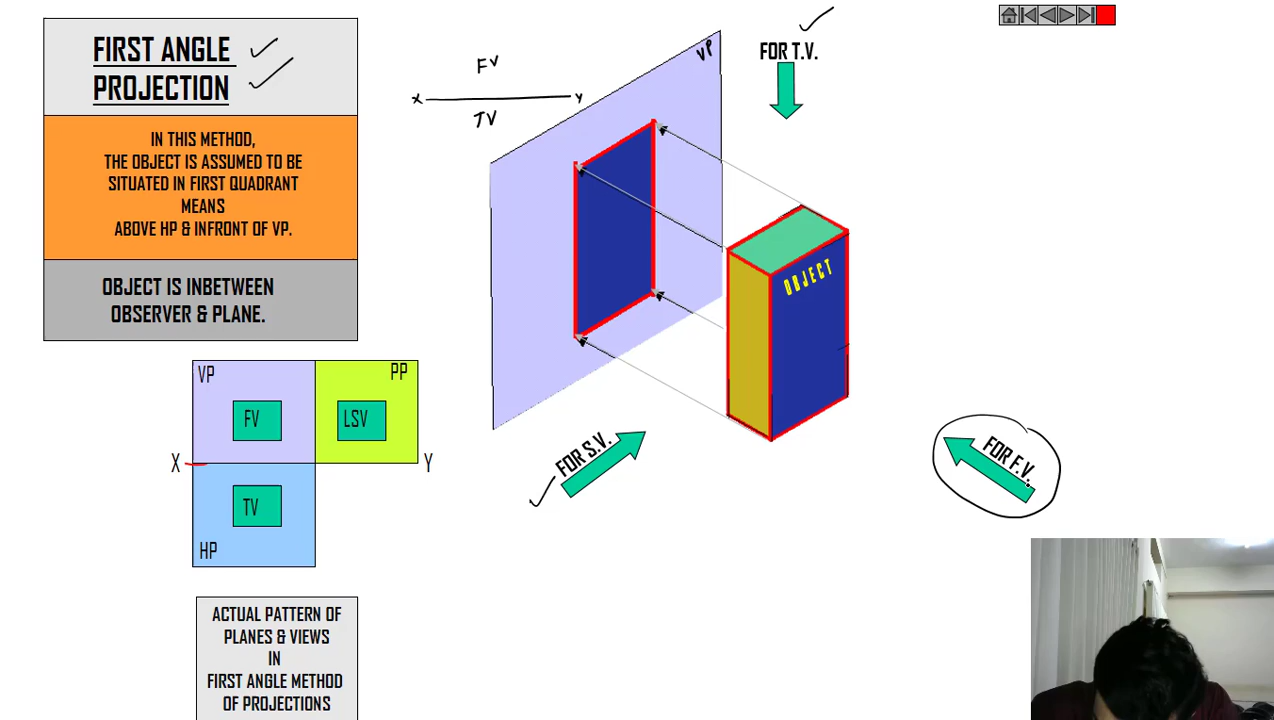 FIRST ANGLE
PROJECTION
IN THIS METHOD,
THE OBJECT IS ASSUMED TO BE
SITUATED IN FIRST QUADRANT
MEANS
ABOVE HP & INFRONT OF VP.
OBJECT IS INBETWEEN
OBSERVER & PLANE.
FV
X Y
TV
VP
FOR T.V.
OBJECT
FOR S.V.
FOR F.V.
VP PP
FV LSV
X Y
TV
HP
ACTUAL PATTERN OF
PLANES & VIEWS
IN
FIRST ANGLE METHOD
OF PROJECTIONS